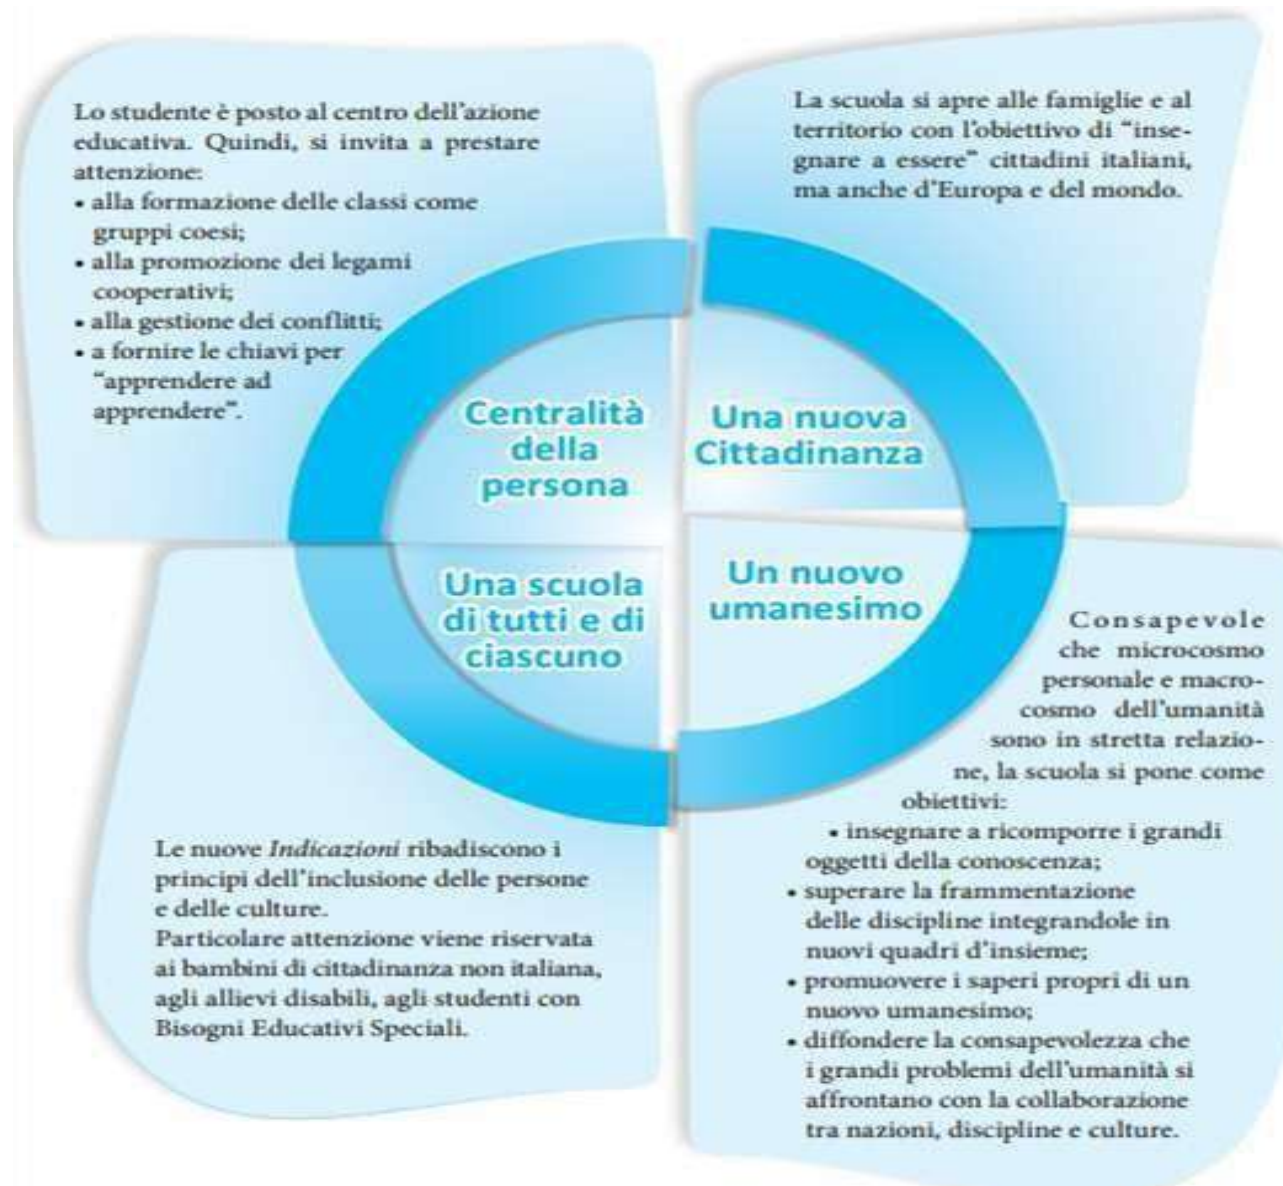 Lo studente è posto al centro dell'azione
educativa. Quindi, si invita a prestare
attenzione:
• alla formazione delle classi come
gruppi coesi;
• alla promozione dei legami
cooperativi;
• alla gestione dei conflitti;
• a fornire le chiavi per
"apprendere ad
apprendere".
Centralità
della
persona
La scuola si apre alle famiglie e al
territorio con l'obiettivo di "inse-
gnare a essere" cittadini italiani,
ma anche d'Europa e del mondo.
Una nuova
Cittadinanza
Una scuola
di tutti e di
ciascuno
Le nuove Indicazioni ribadiscono i
principi dell'inclusione delle persone
e delle culture.
Particolare attenzione viene riservata
ai bambini di cittadinanza non italiana,
agli allievi disabili, agli studenti con
Bisogni Educativi Speciali.
Un nuovo
umanesimo
Consapevole
che microcosmo
personale e macro-
cosmo dell'umanità
sono in stretta relazio-
ne, la scuola si pone come
obiettivi:
• insegnare a ricomporre i grandi
oggetti della conoscenza;
• superare la frammentazione
delle discipline integrandole in
nuovi quadri d'insieme;
• promuovere i saperi propri di un
nuovo umanesimo;
• diffondere la consapevolezza che
i grandi problemi dell'umanità si
affrontano con la collaborazione
tra nazioni, discipline e culture.